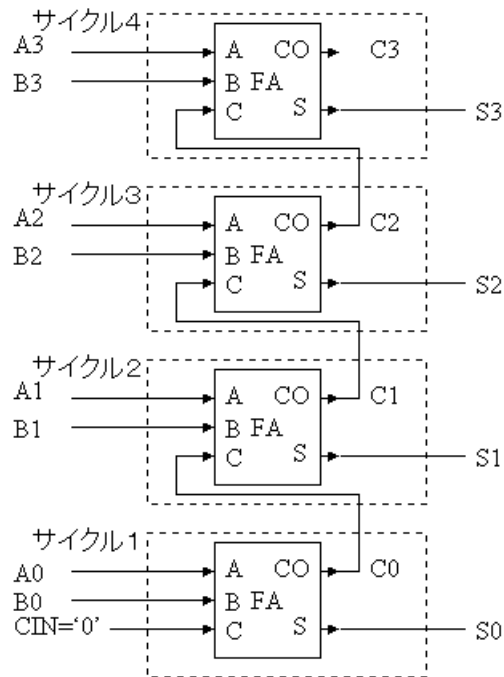 サイクル4
A3 A CO C3
B3 B FA
C S S3
サイクル3
A2 A CO C2
B2 B FA
C S S2
サイクル2
A1 A CO C1
B1 B FA
C S S1
サイクル1
A0 A CO C0
B0 B FA
CIN=‘0’ C S S0